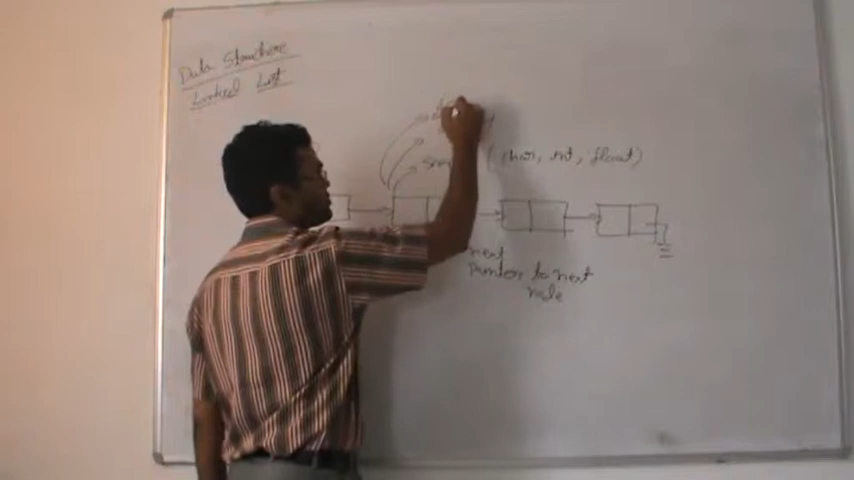 Data Structure
Linked List
(char, int, float)
next
pointer to next
node